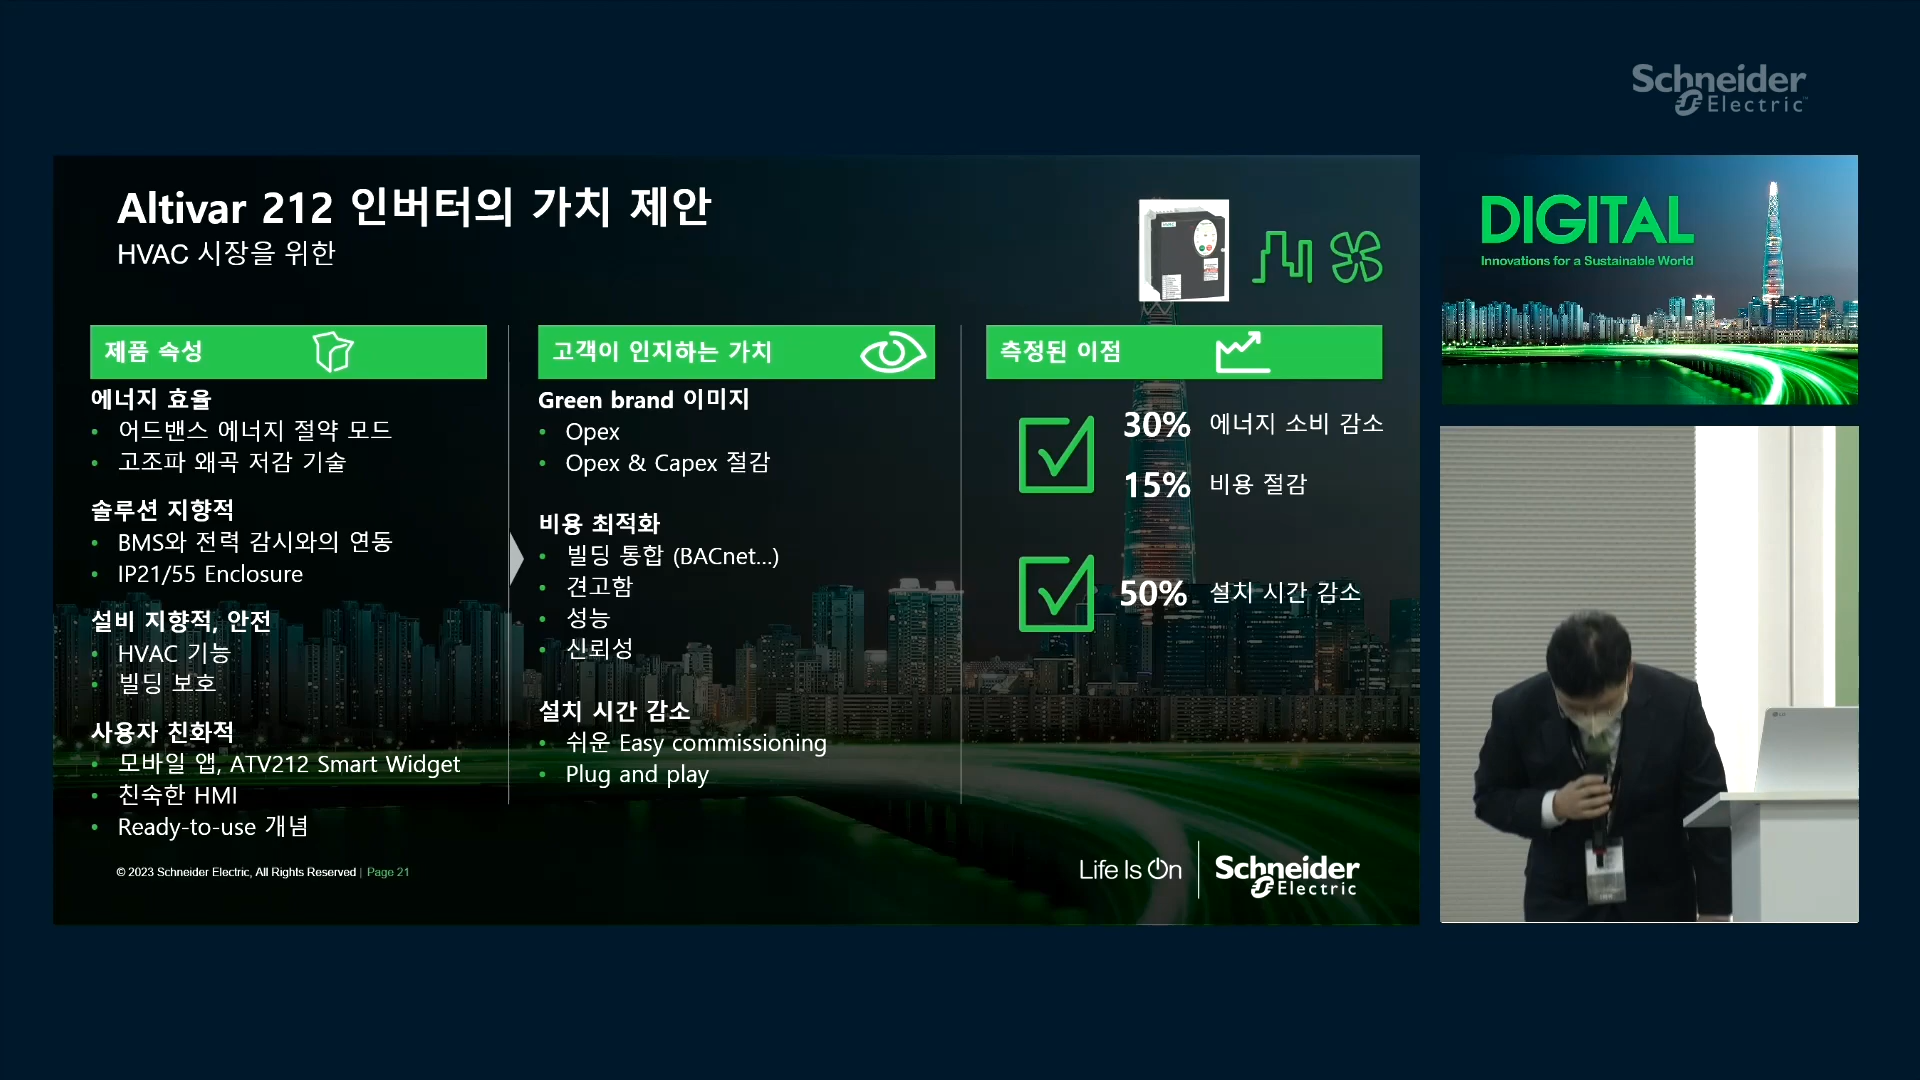 Schneider
Electric
Altivar 212 인버터의 가치 제안
HVAC 시장을 위한
제품 속성
에너지 효율
• 어드밴스 에너지 절약 모드
• 고조파 왜곡 저감 기술
솔루션 지향적
• BMS와 전력 감시와의 연동
• IP21/55 Enclosure
설비 지향적, 안전
• HVAC 기능
• 빌딩 보호
사용자 친화적
• 모바일 앱, ATV212 Smart Widget
• 친숙한 HMI
• Ready-to-use 개념
고객이 인지하는 가치
Green brand 이미지
• Opex
• Opex & Capex 절감
비용 최적화
• 빌딩 통합 (BACnet...)
• 견고함
• 성능
• 신뢰성
설치 시간 감소
• 쉬운 Easy commissioning
• Plug and play
측정된 이점
30% 에너지 소비 감소
15% 비용 절감
50% 설치 시간 감소
© 2023 Schneider Electric, All Rights Reserved | Page 21
Life Is On
Schneider
Electric
DIGITAL
Innovations for a Sustainable World